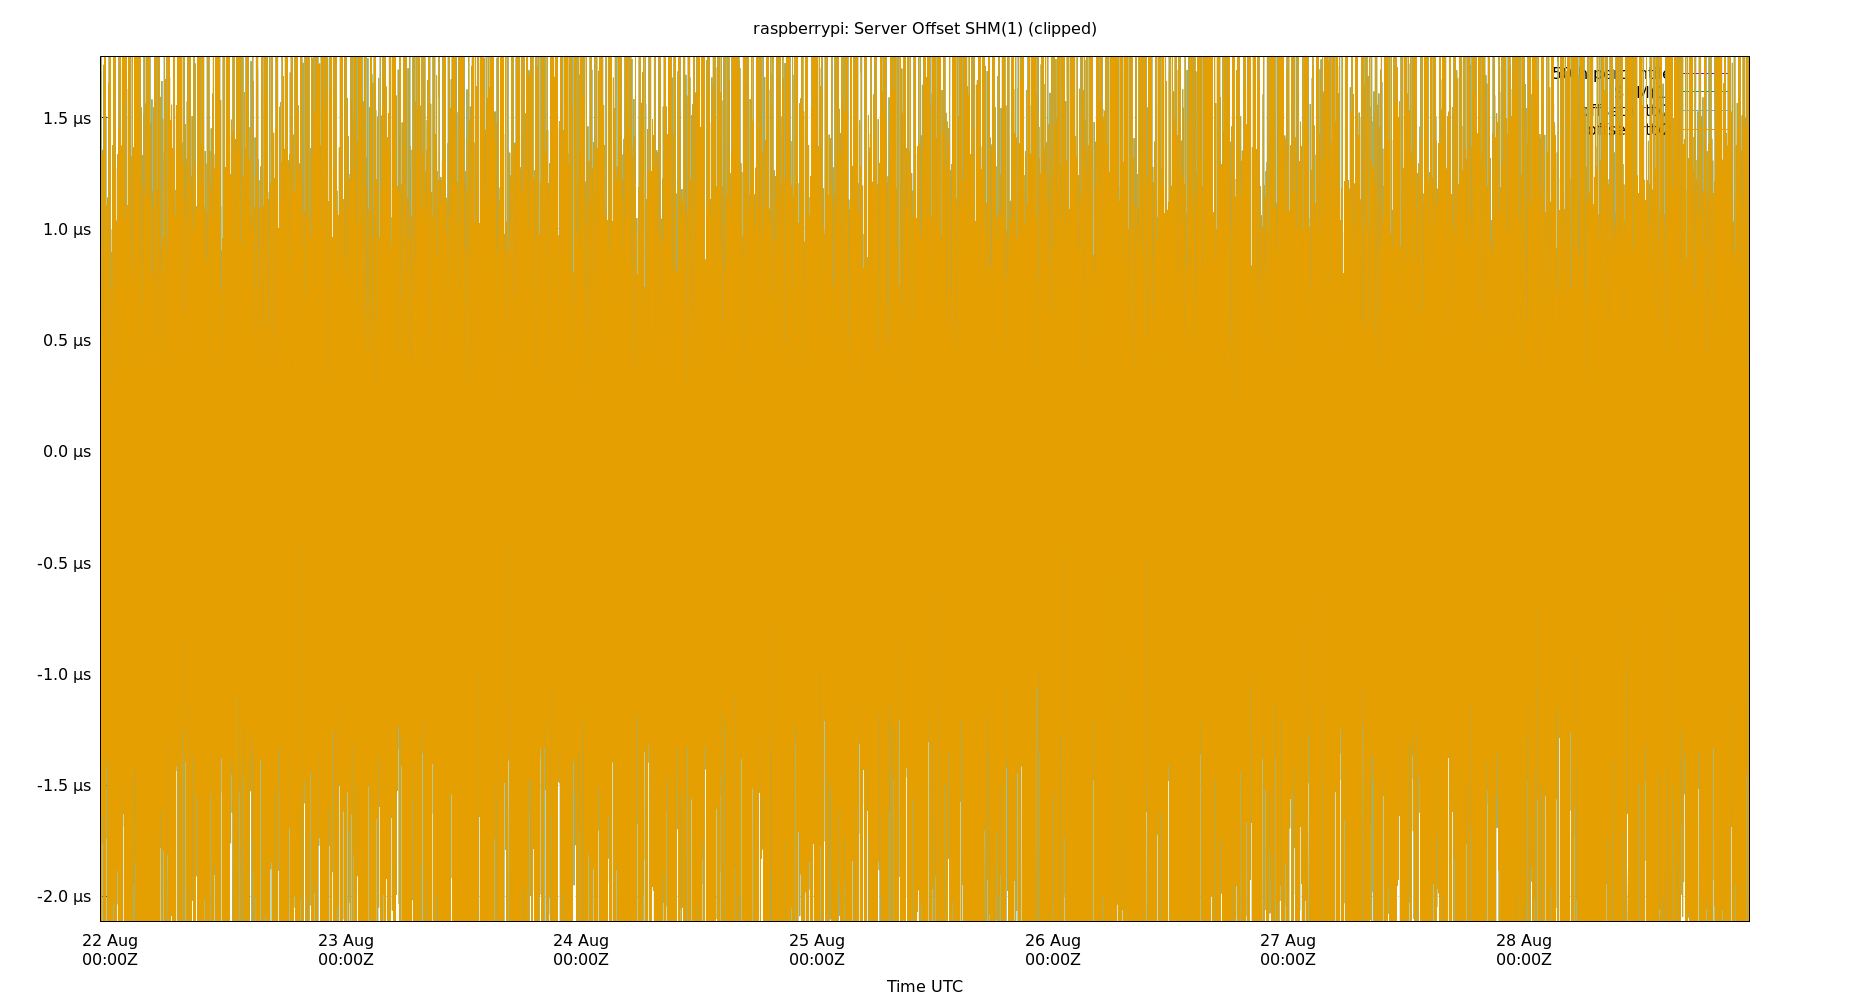 raspberrypi: Server Offset SHM(1) (clipped)
1.5 µs
1.0 µs
0.5 µs
0.0 µs
-0.5 µs
-1.0 µs
-1.5 µs
-2.0 µs
22 Aug 23 Aug 24 Aug 25 Aug 26 Aug 27 Aug 28 Aug
00:00Z 00:00Z 00:00Z 00:00Z 00:00Z 00:00Z 00:00Z
Time UTC